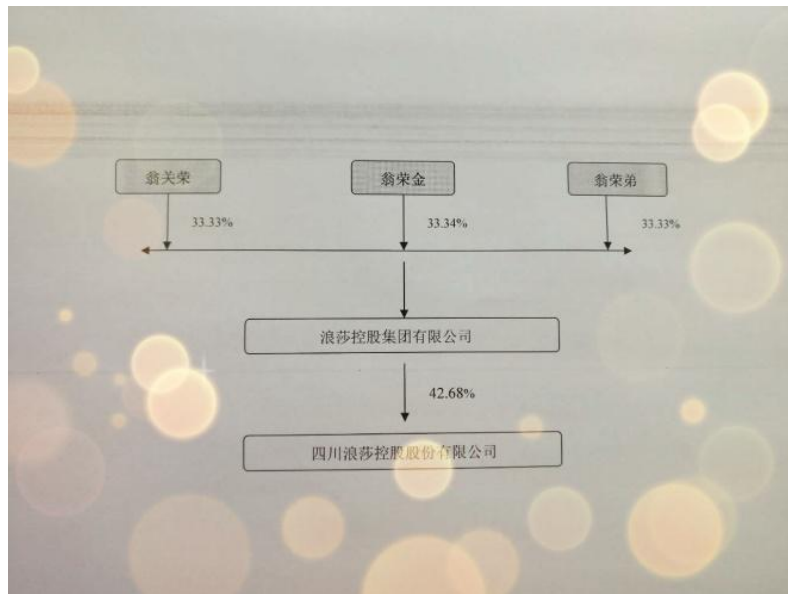 翁关荣 翁荣金 翁荣弟
33.33% 33.34% 33.33%
浪莎控股集团有限公司
42.68%
四川浪莎控股股份有限公司